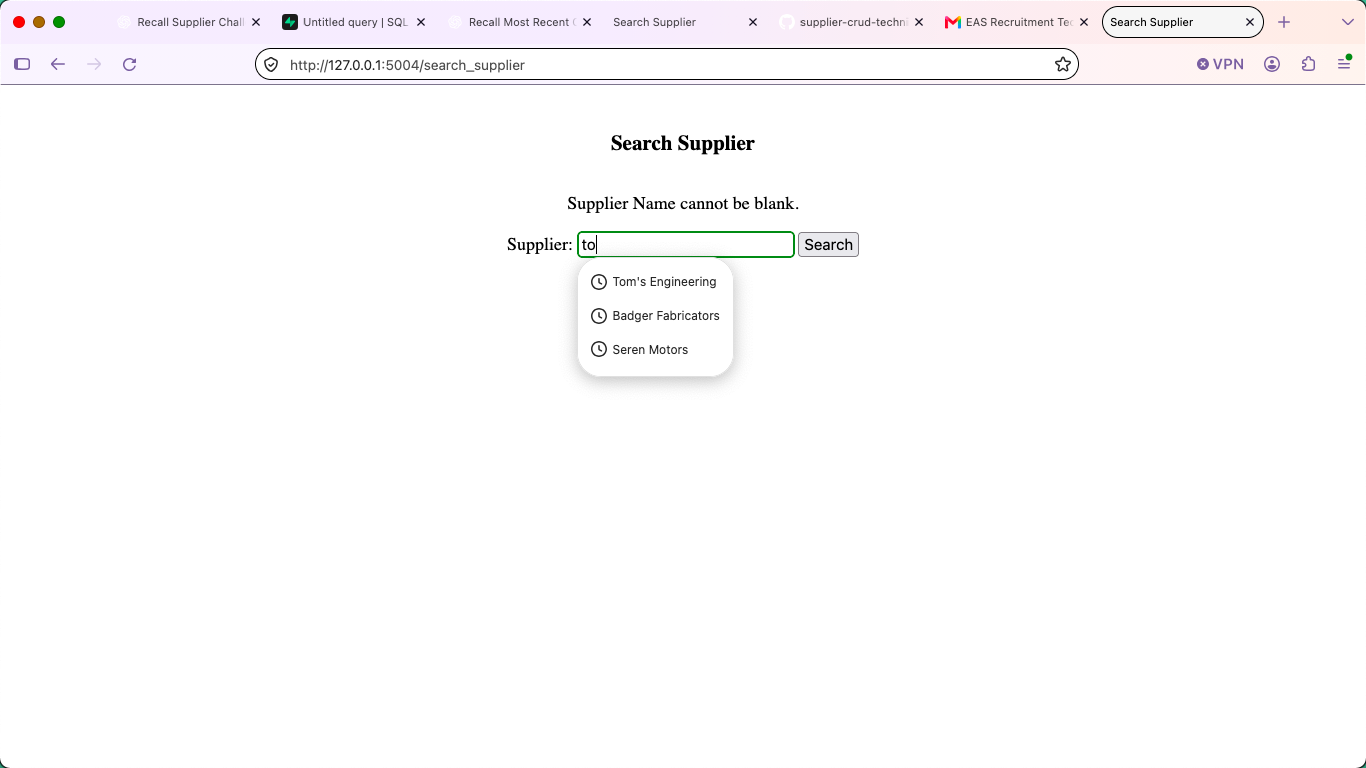 Recall Supplier Chall
Untitled query | SQL
Recall Most Recent
Search Supplier
supplier-crud-techni
EAS Recruitment Tec
Search Supplier
http://127.0.0.1:5004/search_supplier
VPN
Search Supplier
Supplier Name cannot be blank.
Supplier: to Search
Tom's Engineering
Badger Fabricators
Seren Motors